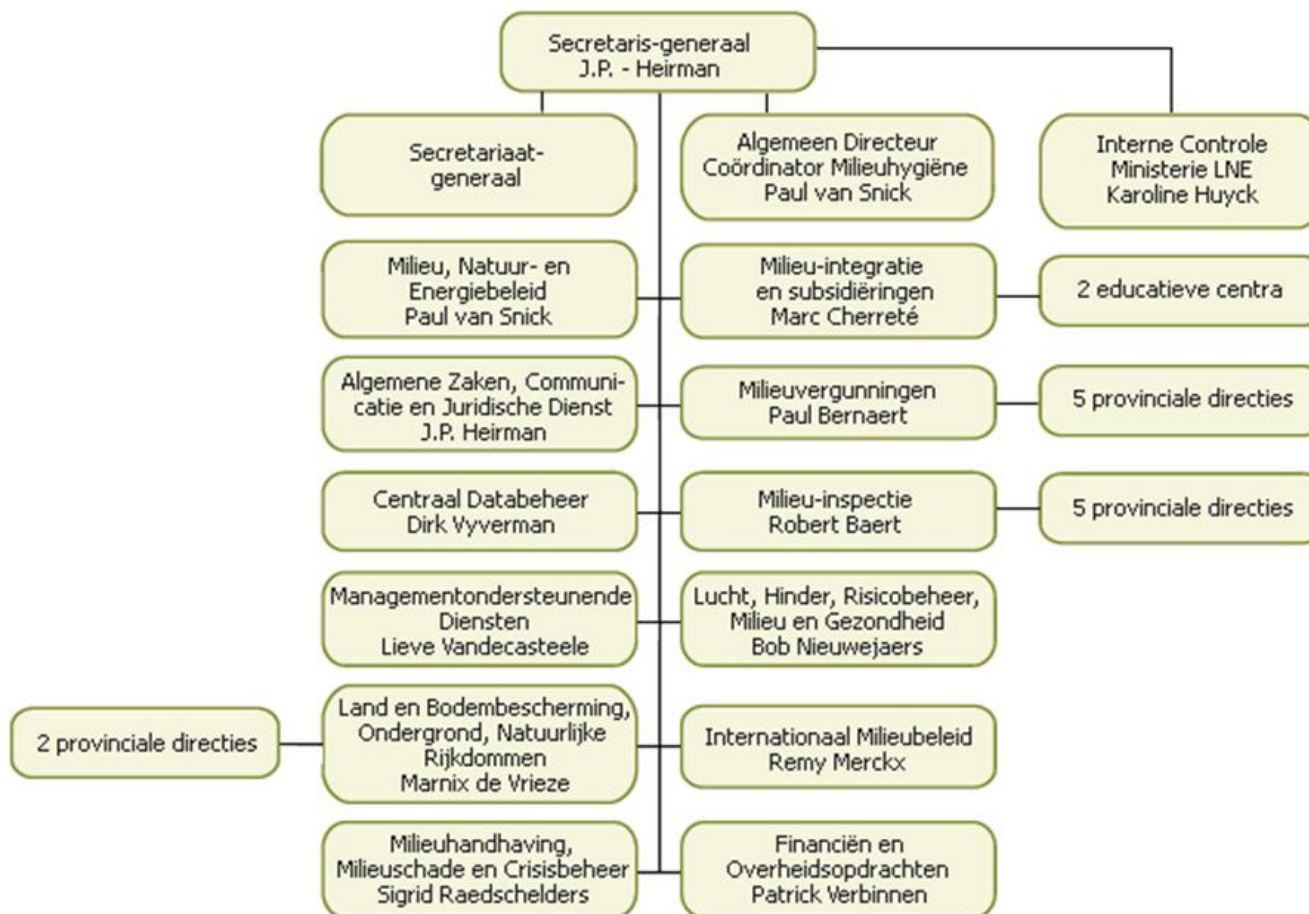 Secretaris-generaal
J.P. - Heirman
Secretariaat-
generaal
Algemeen Directeur
Coördinator Milieuhygiëne
Paul van Snick
Interne Controle
Ministerie LNE
Karoline Huyck
Milieu, Natuur- en
Energiebeleid
Paul van Snick
Milieu-integratie
en subsidiëringen
Marc Cherreté
2 educatieve centra
Algemene Zaken, Communi-
catie en Juridische Dienst
J.P. Heirman
Milieuvergunningen
Paul Bernaert
5 provinciale directies
Centraal Databeheer
Dirk Vyverman
Milieu-inspectie
Robert Baert
5 provinciale directies
Managementondersteunende
Diensten
Lieve Vandecasteele
Lucht, Hinder, Risicobeheer,
Milieu en Gezondheid
Bob Nieuwejaers
2 provinciale directies
Land en Bodembescherming,
Ondergrond, Natuurlijke
Rijkdommen
Marnix de Vrieze
Internationaal Milieubeleid
Remy Merckx
Milieuhandhaving,
Milieuschade en Crisisbeheer
Sigrid Raedschelders
Financiën en
Overheidsopdrachten
Patrick Verbinnen